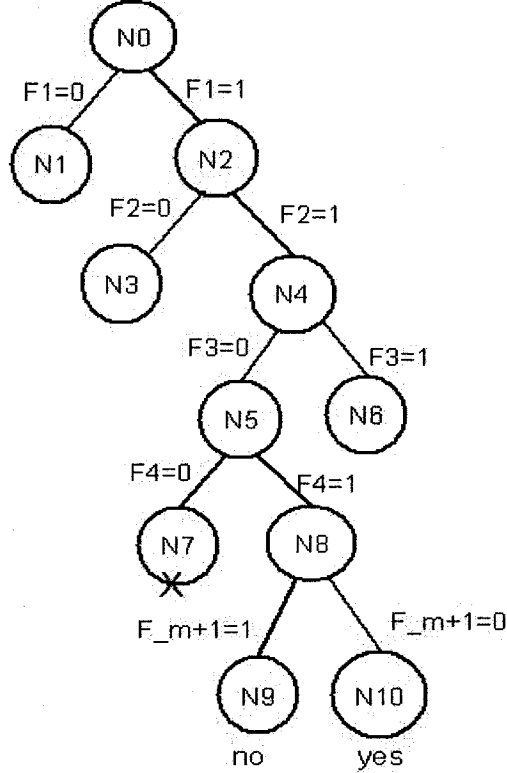 N0
F1=0 F1=1
N1 N2
F2=0 F2=1
N3 N4
F3=0 F3=1
N5 N6
F4=0 F4=1
N7 N8
X
F_m+1=1 F_m+1=0
N9 N10
no yes